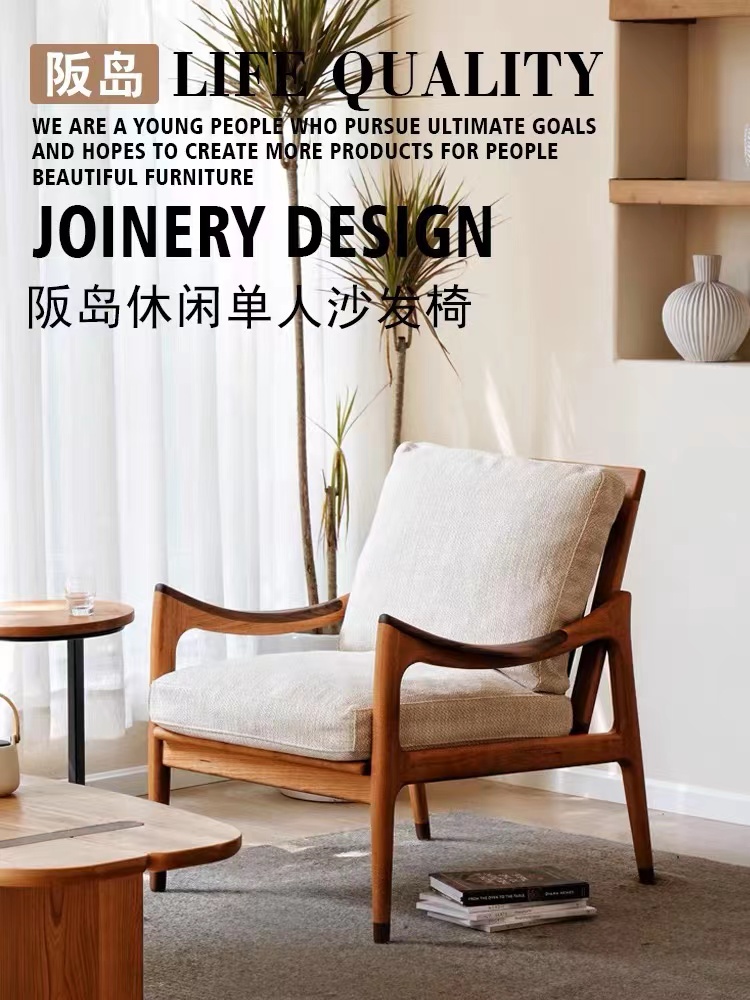 阪岛 LIFE QUALITY
WE ARE A YOUNG PEOPLE WHO PURSUE ULTIMATE GOALS
AND HOPES TO CREATE MORE PRODUCTS FOR PEOPLE
BEAUTIFUL FURNITURE
JOINERY DESIGN
阪岛休闲单人沙发椅